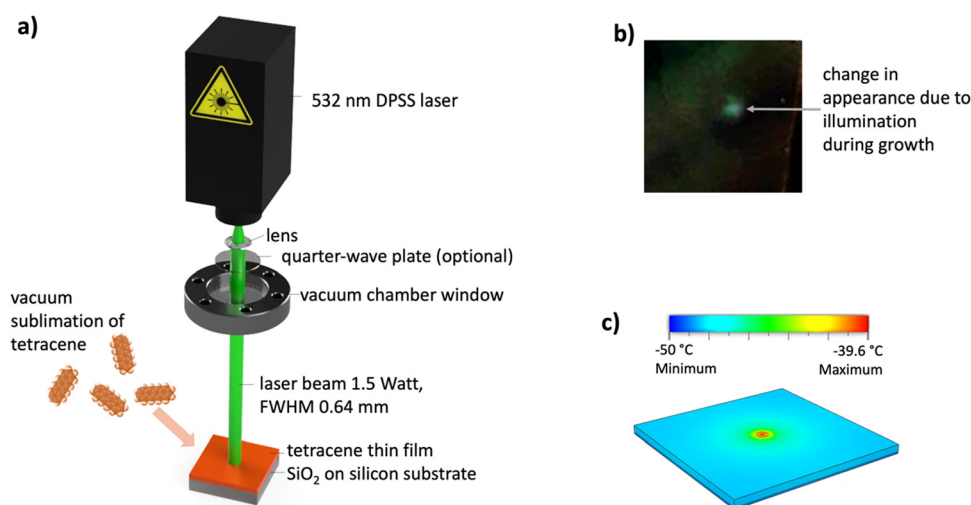 a)
532 nm DPSS laser
lens
quarter-wave plate (optional)
vacuum chamber window
vacuum
sublimation of
tetracene
laser beam 1.5 Watt,
FWHM 0.64 mm
tetracene thin film
SiO₂ on silicon substrate
b)
change in
appearance due to
illumination
during growth
c)
-50 °C
Minimum
-39.6 °C
Maximum